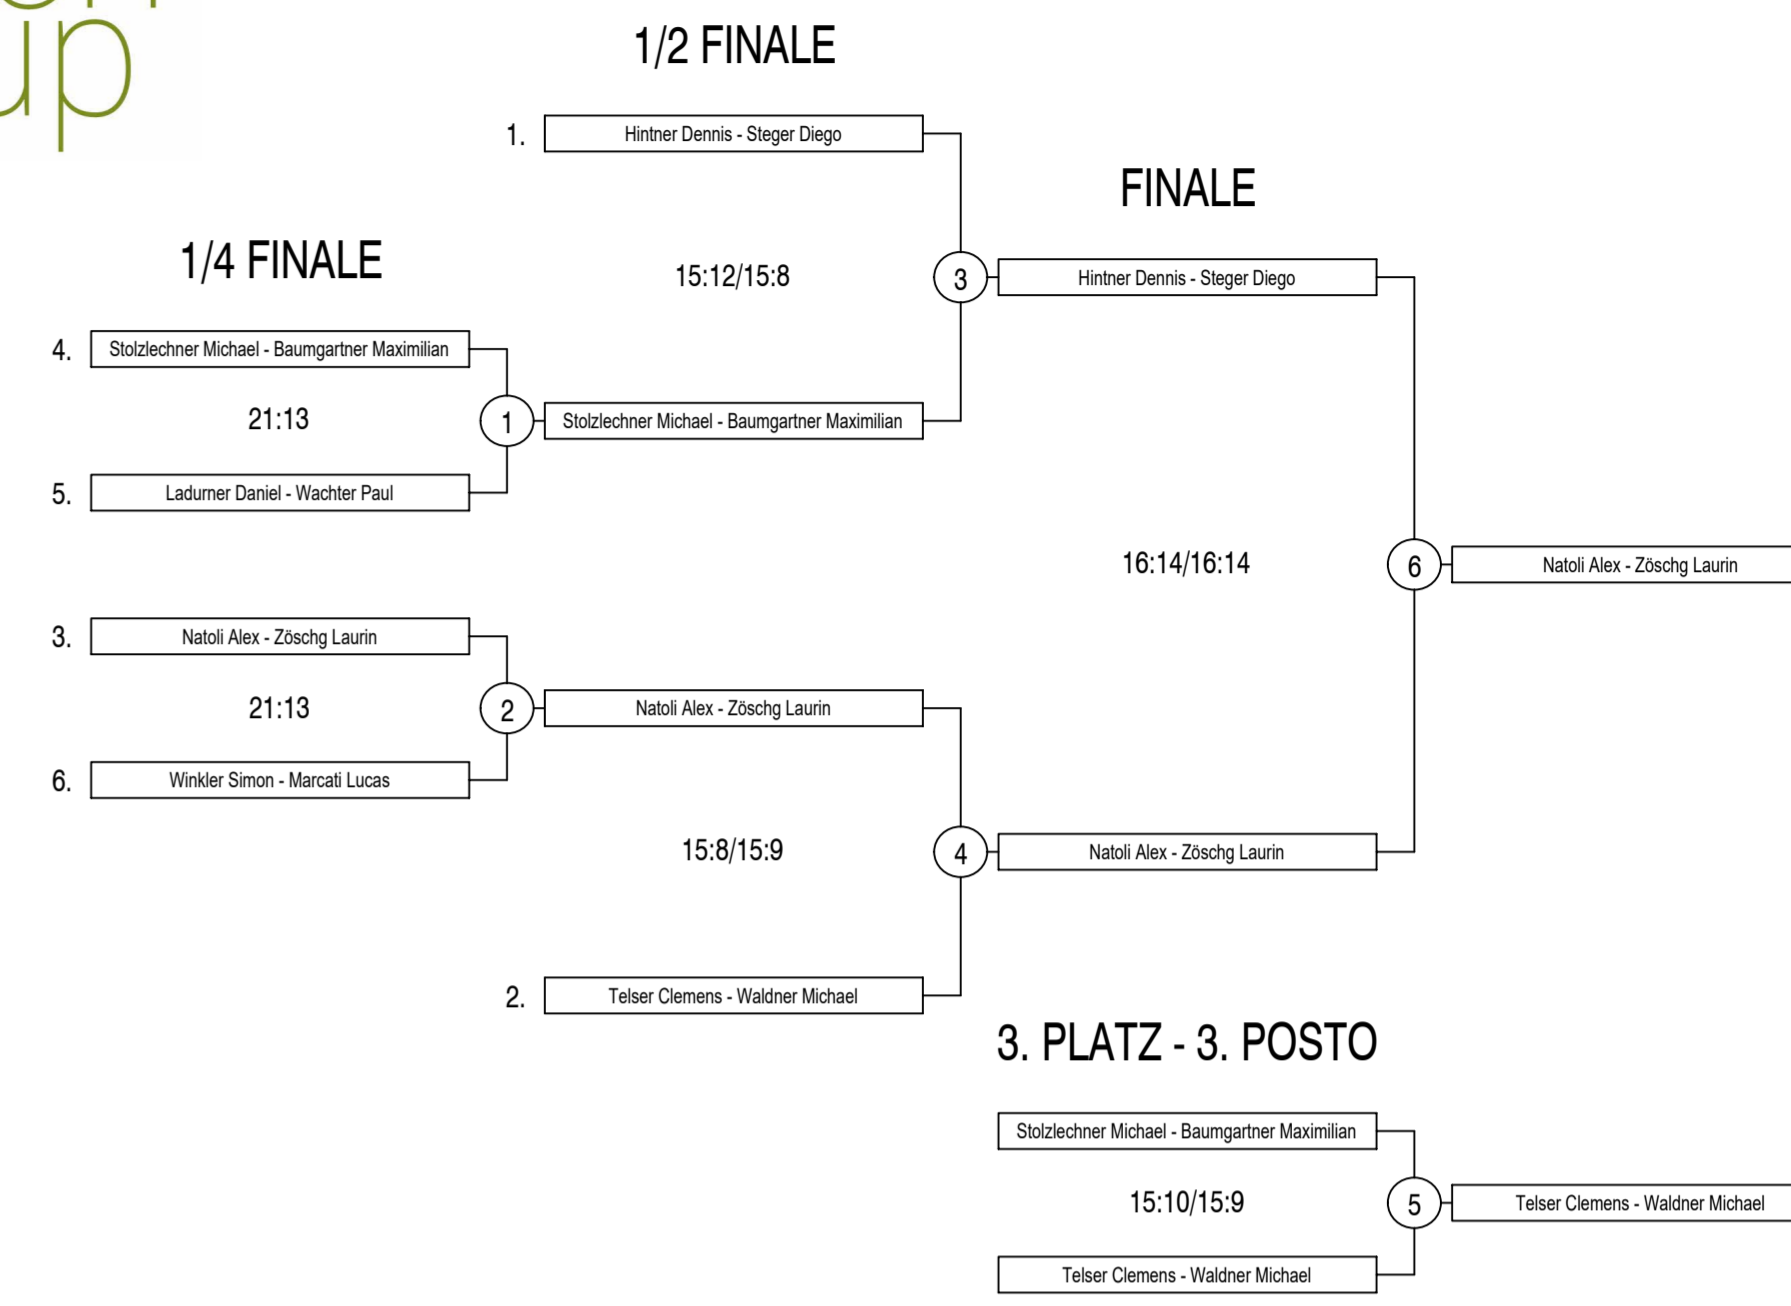 up
1/2 FINALE
1. Hintner Dennis - Steger Diego
FINALE
1/4 FINALE
15:12/15:8
3
Hintner Dennis - Steger Diego
4. Stolzlechner Michael - Baumgartner Maximilian
21:13
1
Stolzlechner Michael - Baumgartner Maximilian
5. Ladurner Daniel - Wachter Paul
16:14/16:14
6
Natoli Alex - Zöschg Laurin
3. Natoli Alex - Zöschg Laurin
21:13
2
Natoli Alex - Zöschg Laurin
6. Winkler Simon - Marcati Lucas
15:8/15:9
4
Natoli Alex - Zöschg Laurin
2. Telser Clemens - Waldner Michael
3. PLATZ - 3. POSTO
Stolzlechner Michael - Baumgartner Maximilian
15:10/15:9
5
Telser Clemens - Waldner Michael
Telser Clemens - Waldner Michael